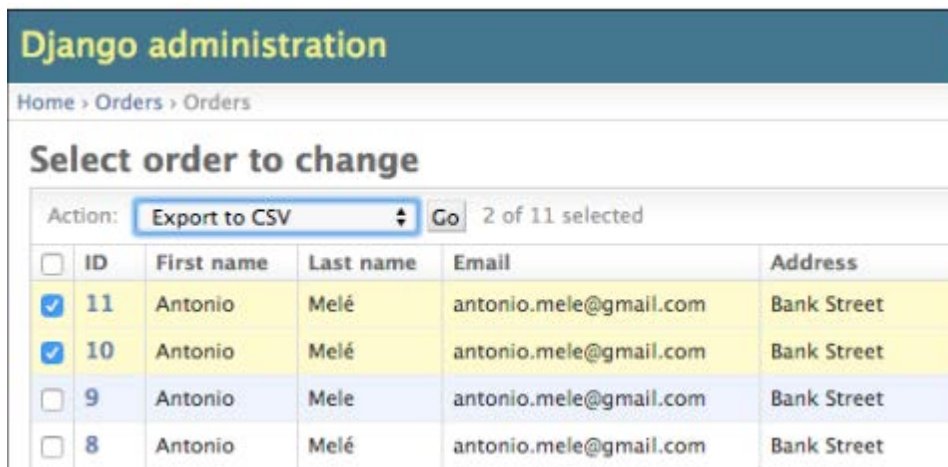 Django administration
Home › Orders › Orders
Select order to change
Action: Export to CSV Go 2 of 11 selected
ID First name Last name Email Address
11 Antonio Melé antonio.mele@gmail.com Bank Street
10 Antonio Melé antonio.mele@gmail.com Bank Street
9 Antonio Mele antonio.mele@gmail.com Bank Street
8 Antonio Melé antonio.mele@gmail.com Bank Street